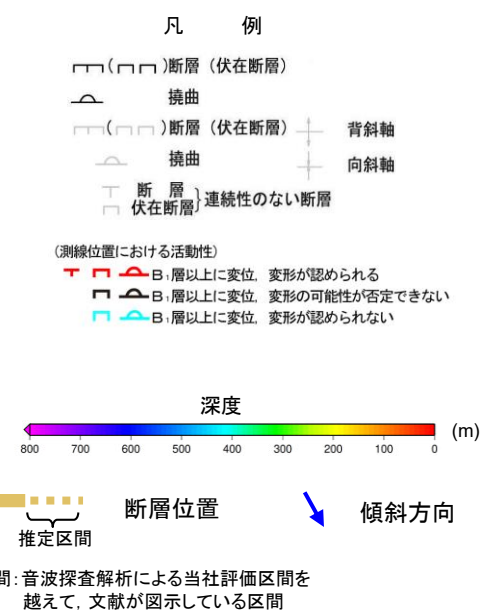 凡 例
( )断層（伏在断層）
撓曲
( )断層（伏在断層） 背斜軸
撓曲 向斜軸
断 層
伏在断層
}連続性のない断層
(測線位置における活動性)
B₁層以上に変位，変形が認められる
B₁層以上に変位，変形の可能性が否定できない
B₁層以上に変位，変形が認められない
深度
(m)
800 700 600 500 400 300 200 100 0
断層位置 傾斜方向
推定区間
間：音波探査解析による当社評価区間を
越えて，文献が図示している区間